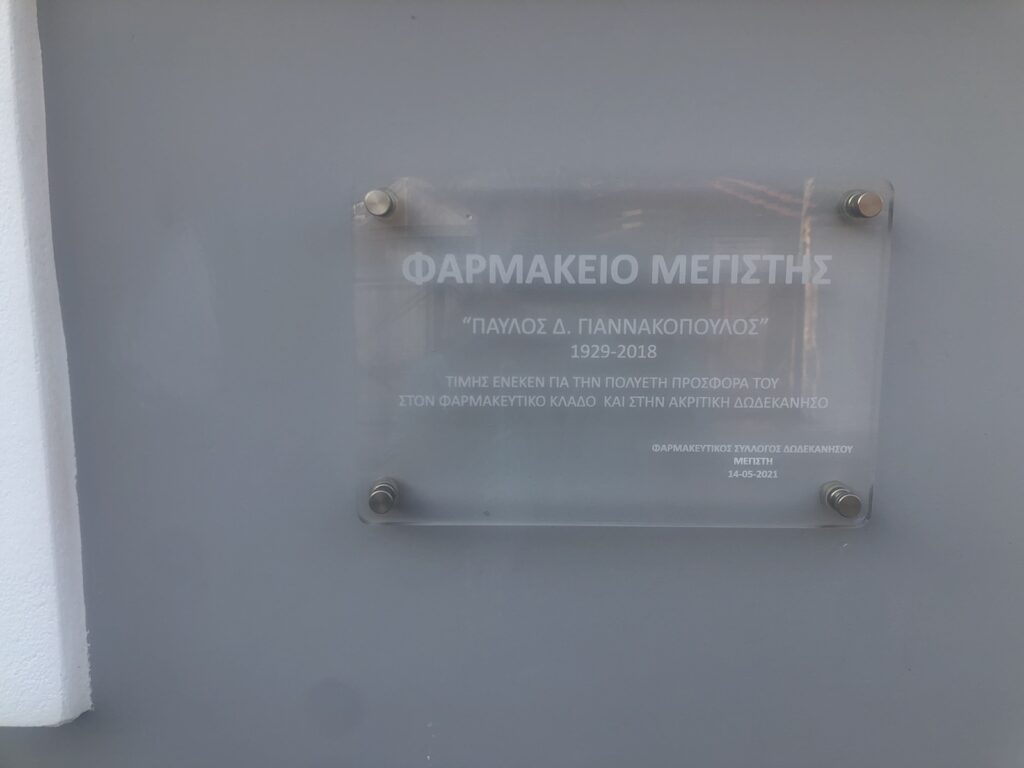 ΦΑΡΜΑΚΕΙΟ ΜΕΓΙΣΤΗΣ
“ΠΑΥΛΟΣ Δ. ΓΙΑΝΝΑΚΟΠΟΥΛΟΣ”
1929-2018
ΤΙΜΗΣ ΕΝΕΚΕΝ ΓΙΑ ΤΗΝ ΠΟΛΥΕΤΗ ΠΡΟΣΦΟΡΑ ΤΟΥ
ΣΤΟΝ ΦΑΡΜΑΚΕΥΤΙΚΟ ΚΛΑΔΟ ΚΑΙ ΣΤΗΝ ΑΚΡΙΤΙΚΗ ΔΩΔΕΚΑΝΗΣΟ
ΦΑΡΜΑΚΕΥΤΙΚΟΣ ΣΥΛΛΟΓΟΣ ΔΩΔΕΚΑΝΗΣΟΥ
ΜΕΓΙΣΤΗ
14-05-2021